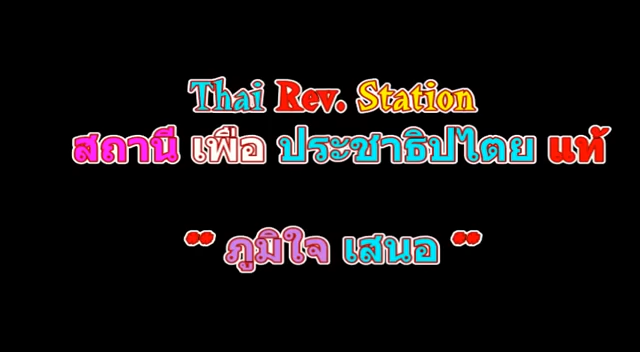 Thai Rev. Station
สถานี เพื่อ ประชาธิปไตย แท้
" ภูมิใจ เสนอ "